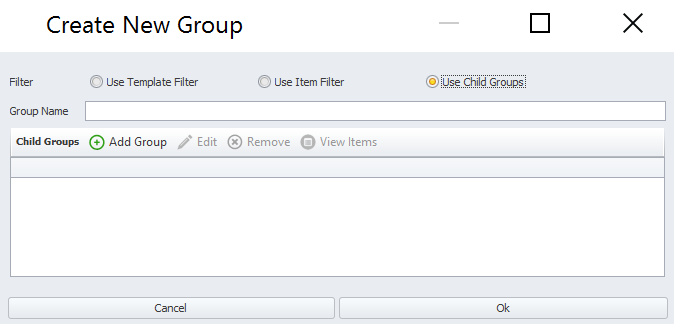 Create New Group
Filter Use Template Filter Use Item Filter Use Child Groups
Group Name
Child Groups Add Group Edit Remove View Items
Cancel Ok